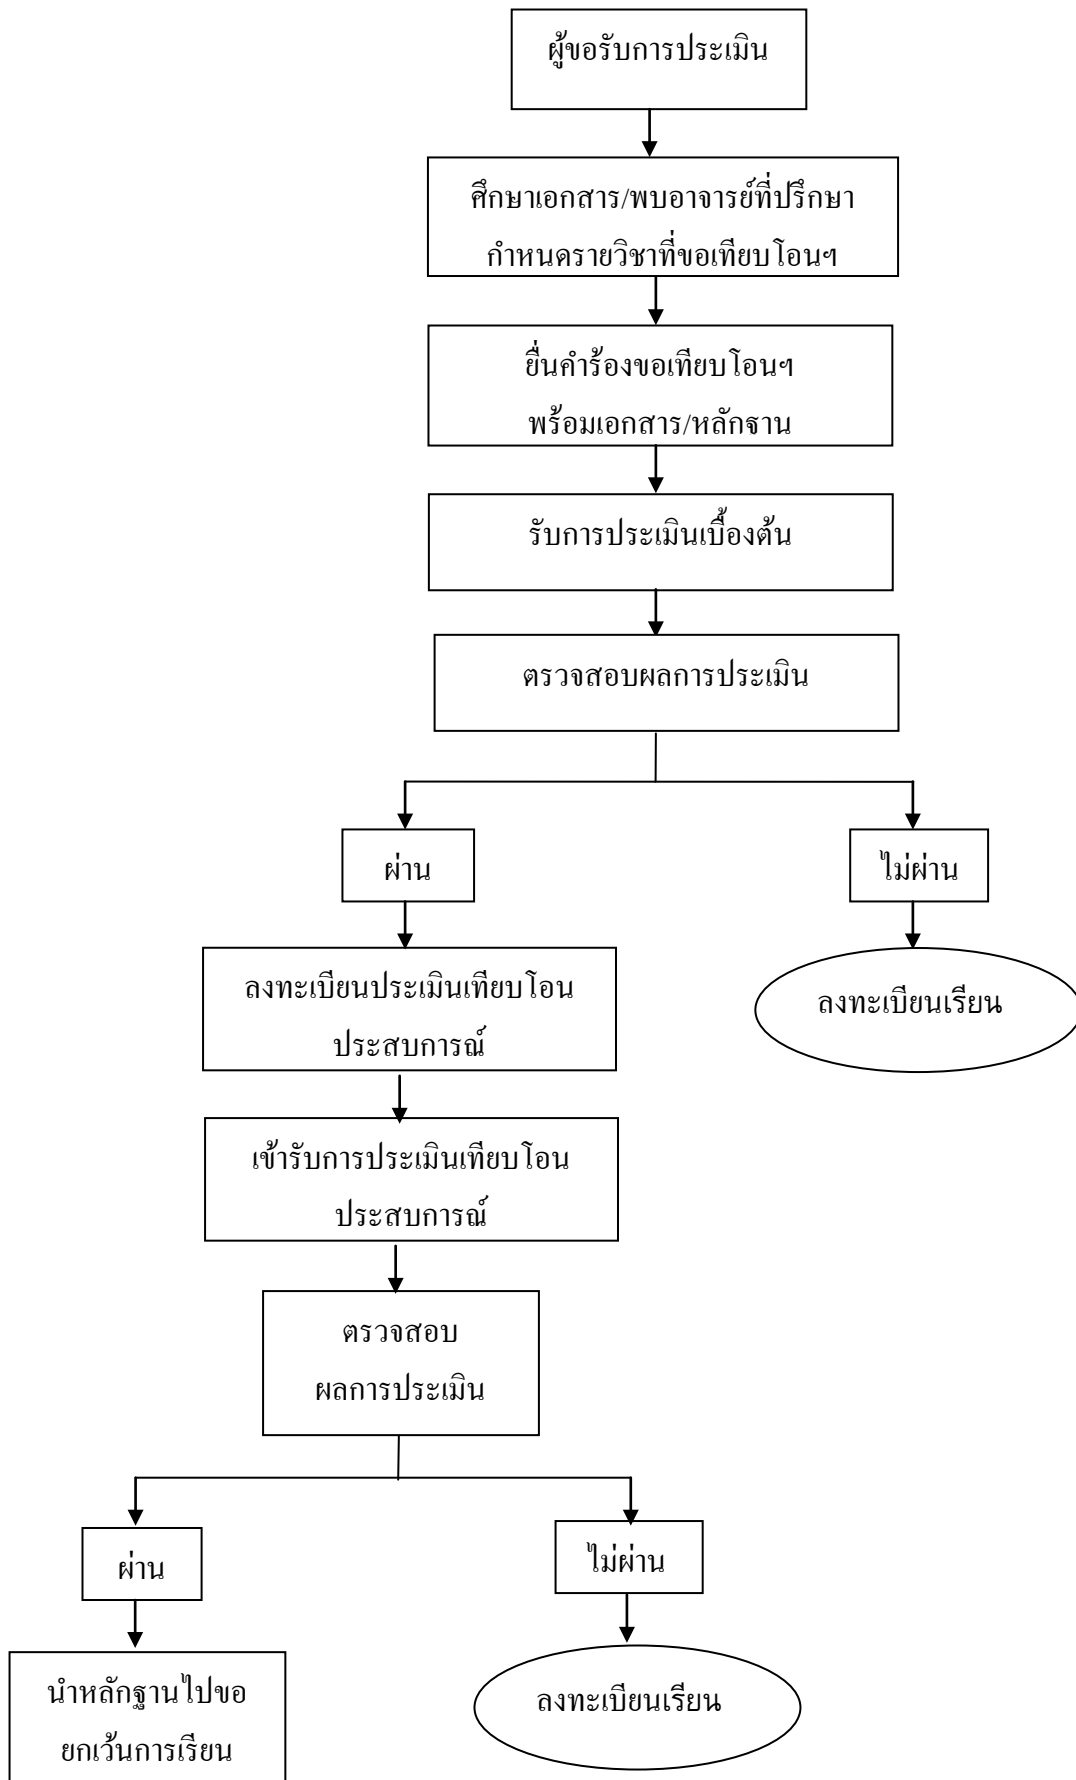 ผู้ขอรับการประเมิน
ศึกษาเอกสาร/พบอาจารย์ที่ปรึกษา
กำหนดรายวิชาที่ขอเทียบโอนฯ
ยื่นคำร้องขอเทียบโอนฯ
พร้อมเอกสาร/หลักฐาน
รับการประเมินเบื้องต้น
ตรวจสอบผลการประเมิน
ผ่าน
ไม่ผ่าน
ลงทะเบียนประเมินเทียบโอน
ประสบการณ์
ลงทะเบียนเรียน
เข้ารับการประเมินเทียบโอน
ประสบการณ์
ตรวจสอบ
ผลการประเมิน
ผ่าน
ไม่ผ่าน
นำหลักฐานไปขอ
ยกเว้นการเรียน
ลงทะเบียนเรียน